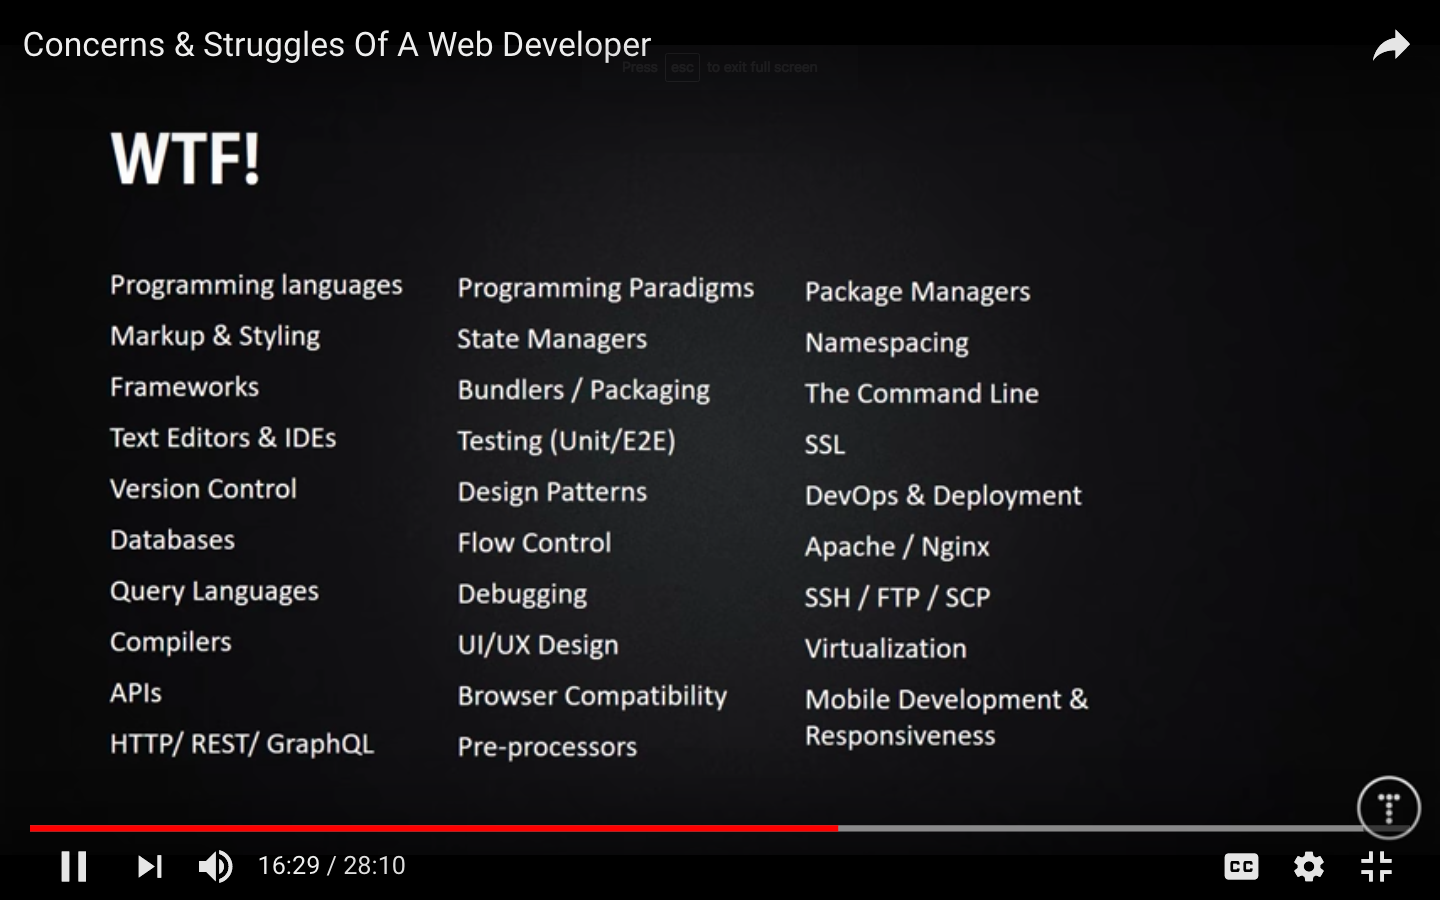 Concerns & Struggles Of A Web Developer
Press esc to exit full screen
WTF!
Programming languages
Markup & Styling
Frameworks
Text Editors & IDEs
Version Control
Databases
Query Languages
Compilers
APIs
HTTP/ REST/ GraphQL
Programming Paradigms
State Managers
Bundlers / Packaging
Testing (Unit/E2E)
Design Patterns
Flow Control
Debugging
UI/UX Design
Browser Compatibility
Pre-processors
Package Managers
Namespacing
The Command Line
SSL
DevOps & Deployment
Apache / Nginx
SSH / FTP / SCP
Virtualization
Mobile Development &
Responsiveness
T
16:29 / 28:10
CC